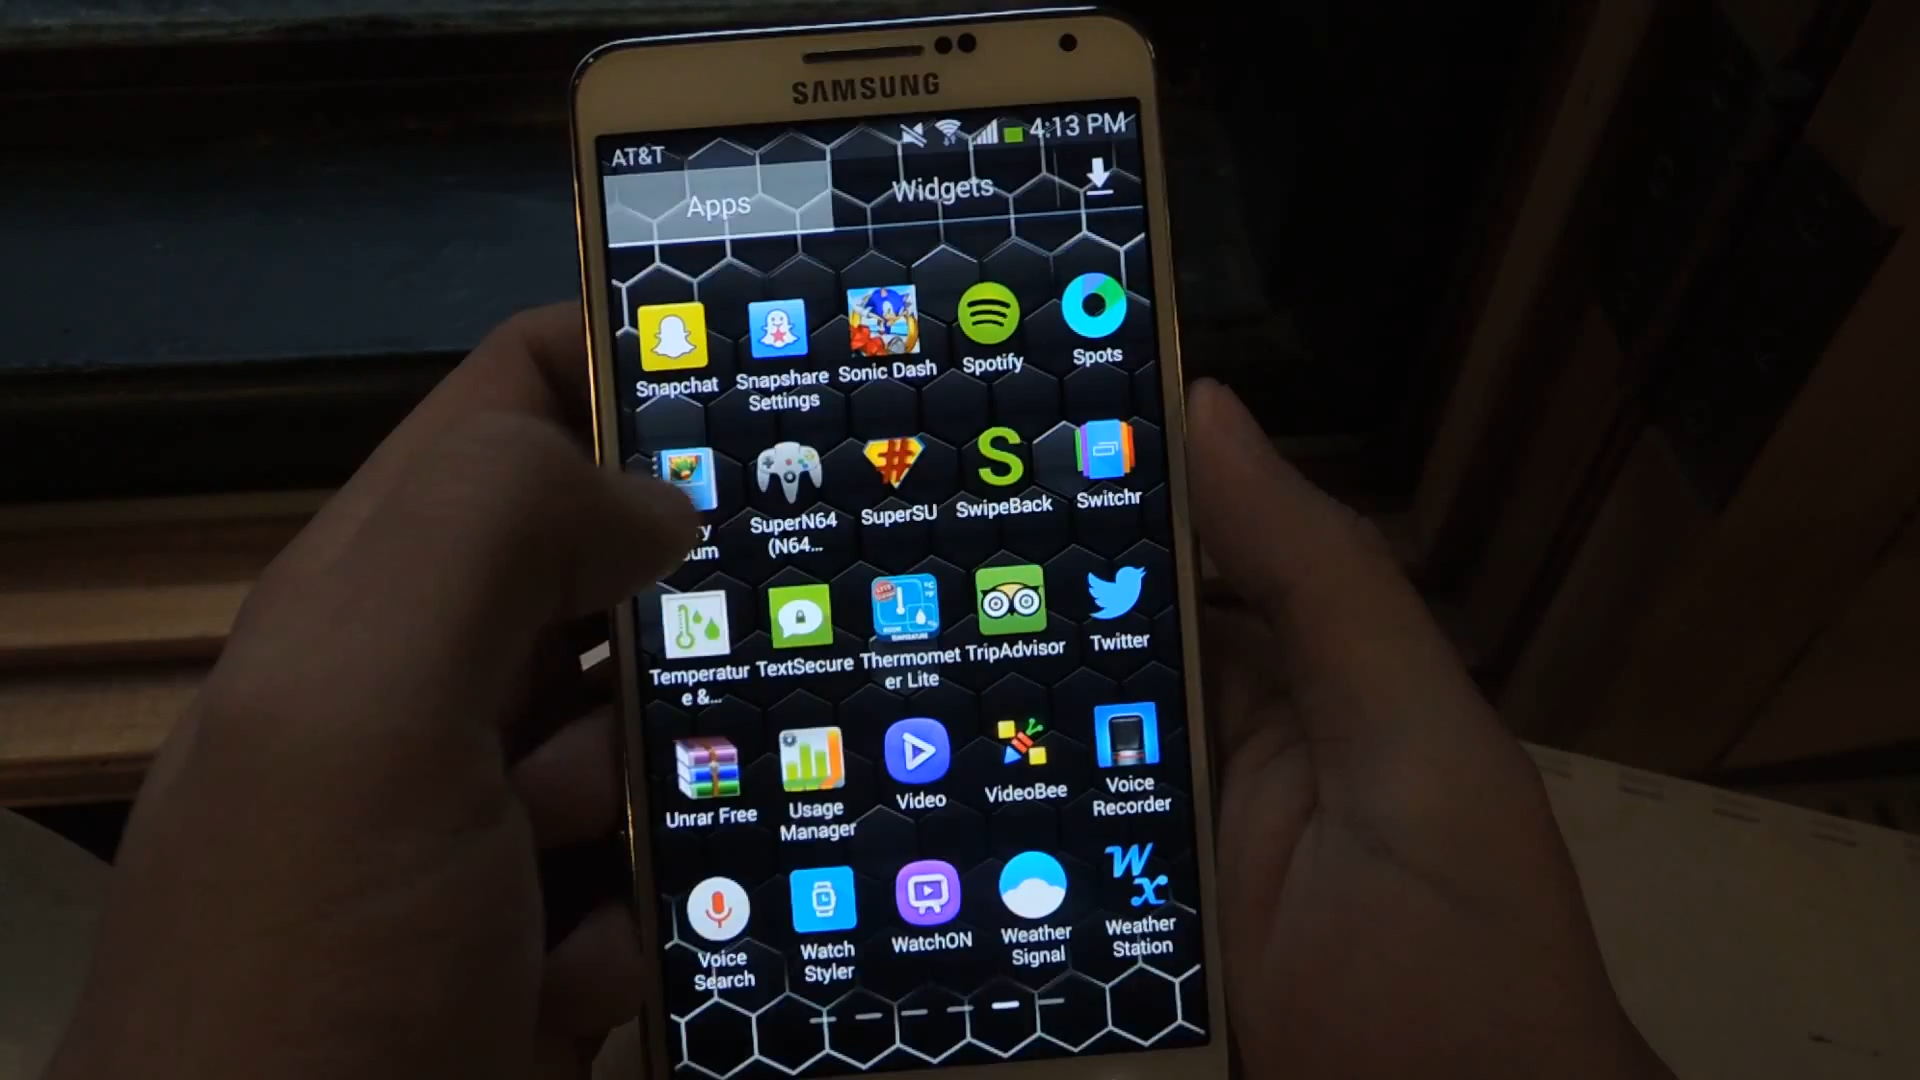 SAMSUNG
AT&T
4:13 PM
Apps
Widgets
Snapchat
Snapshare
Settings
Sonic Dash
Spotify
Spots
SuperN64
(N64...
SuperSU
SwipeBack
Switchr
Temperatur
e &...
TextSecure
Thermomet
er Lite
TripAdvisor
Twitter
Unrar Free
Usage
Manager
Video
VideoBee
Voice
Recorder
Voice
Search
Watch
Styler
WatchON
Weather
Signal
Weather
Station